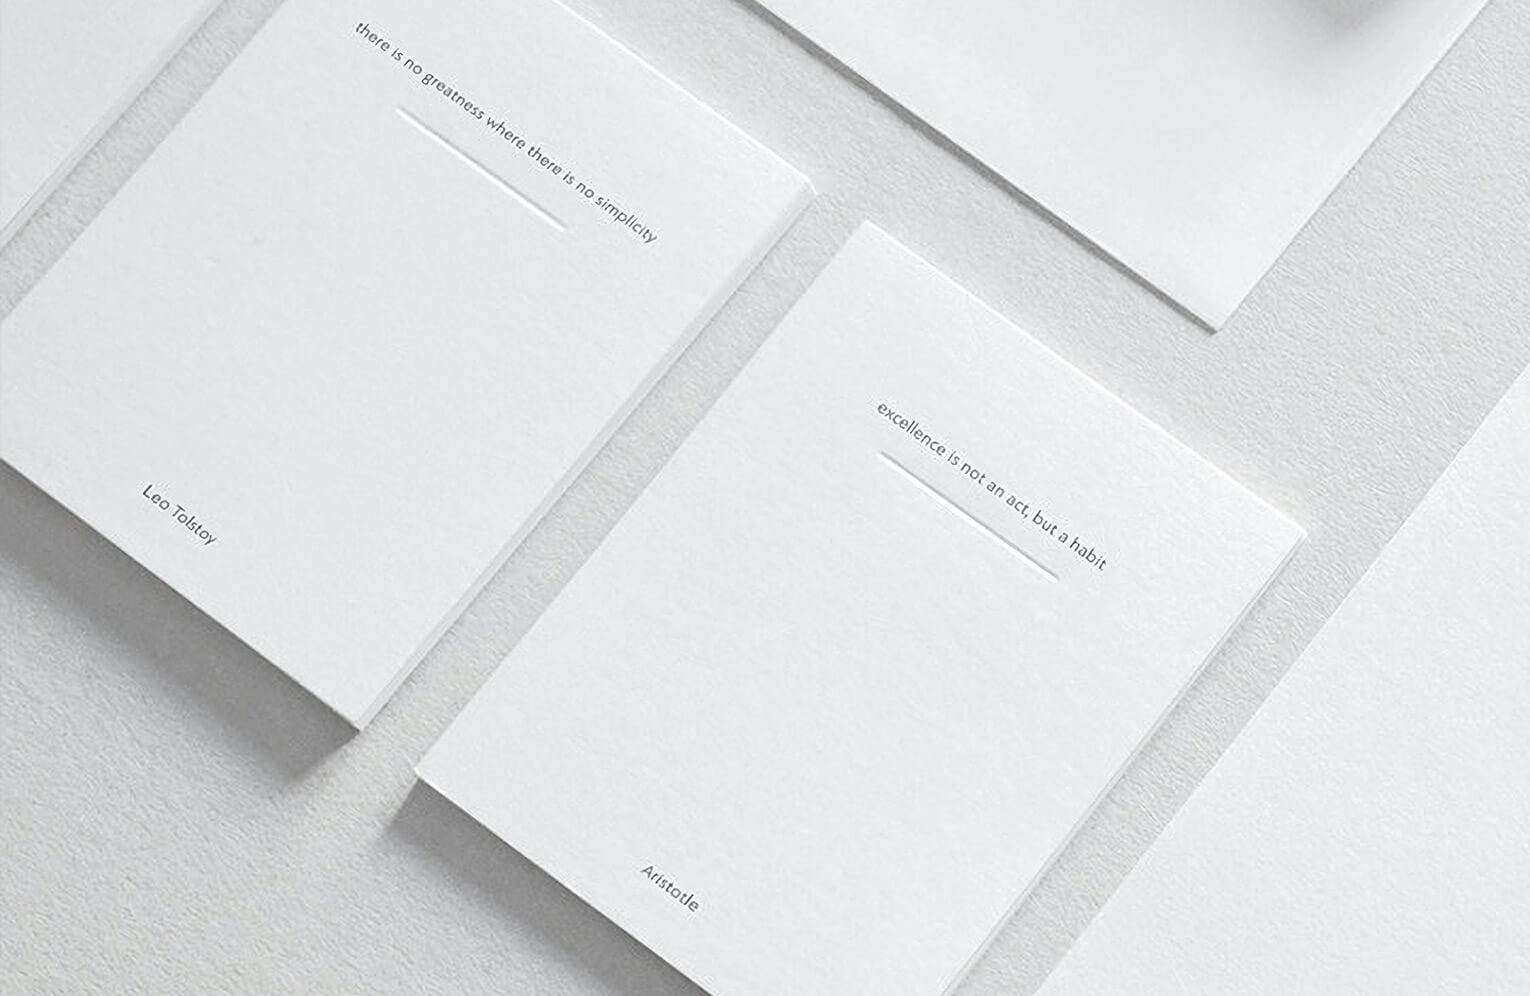 there is no greatness where there is no simplicity
Leo Tolstoy
excellence is not an act, but a habit
Aristotle